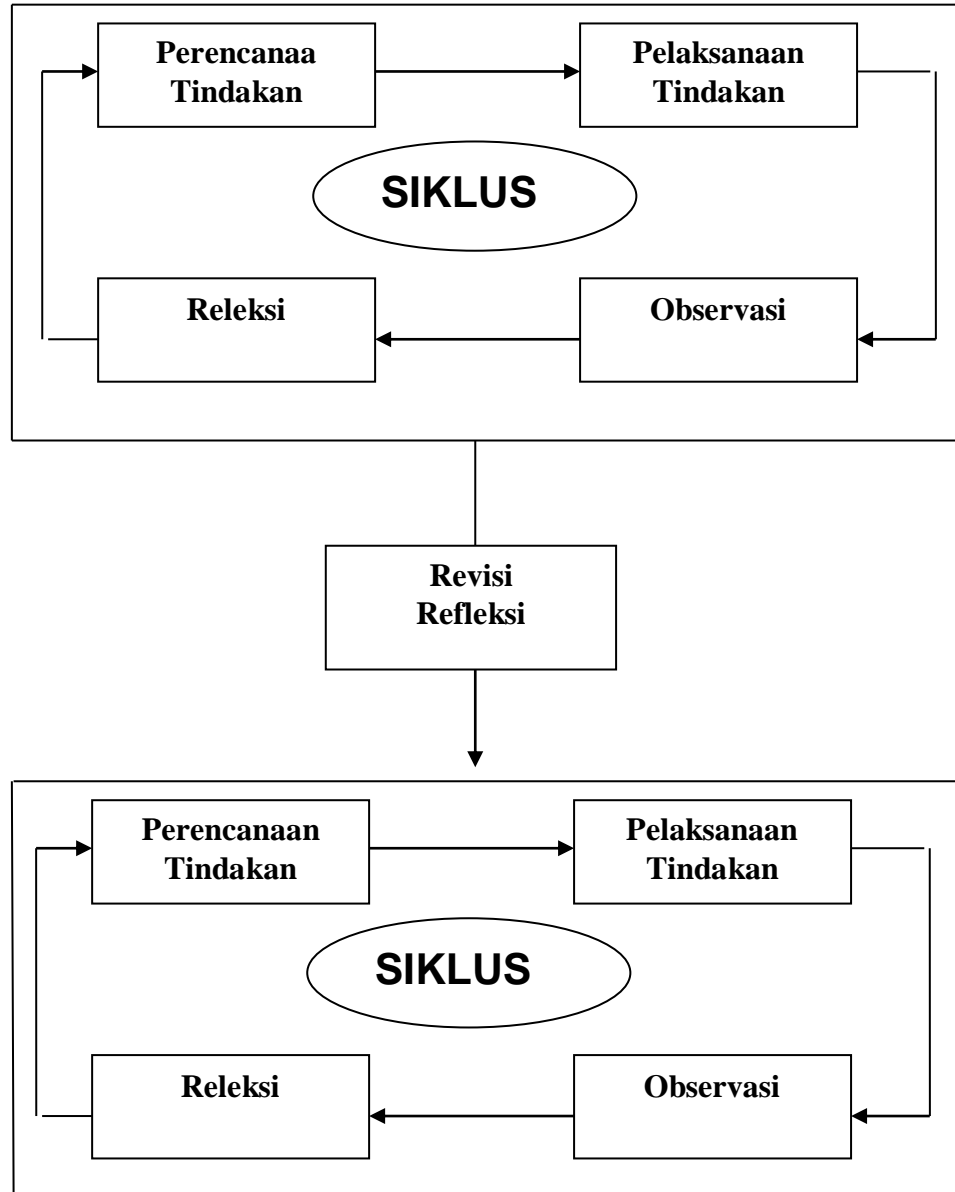 Perencanaa
Tindakan
Pelaksanaan
Tindakan
SIKLUS
Releksi
Observasi
Revisi
Refleksi
Perencanaan
Tindakan
Pelaksanaan
Tindakan
SIKLUS
Releksi
Observasi